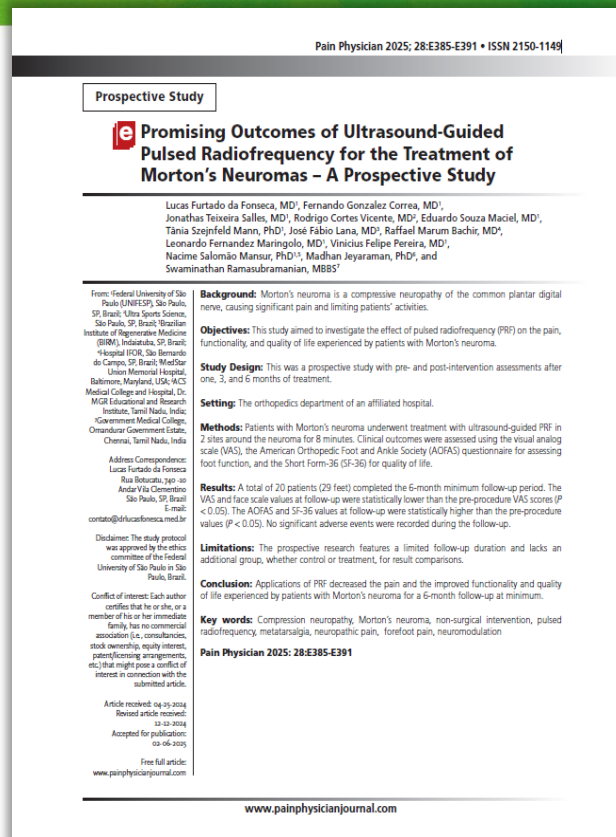 Pain Physician 2025; 28:E385-E391 • ISSN 2150-1149
Prospective Study
e Promising Outcomes of Ultrasound-Guided
Pulsed Radiofrequency for the Treatment of
Morton's Neuromas – A Prospective Study
Lucas Furtado da Fonseca, MD¹, Fernando Gonzalez Correa, MD¹,
Jonathas Teixeira Salles, MD¹, Rodrigo Cortes Vicente, MD², Eduardo Souza Maciel, MD¹,
Tânia Szejnfeld Mann, PhD¹, José Fábio Lana, MD³, Raffael Marum Bachir, MD⁴,
Leonardo Fernandez Maringolo, MD¹, Vinicius Felipe Pereira, MD¹,
Nacime Salomão Mansur, PhD¹,⁵, Madhan Jeyaraman, PhD⁶, and
Swaminathan Ramasubramanian, MBBS⁷
From: ¹Federal University of São
Paulo (UNIFESP), São Paulo,
SP, Brazil; ²Ultra Sports Science,
São Paulo, SP, Brazil; ³Brazilian
Institute of Regenerative Medicine
(BIRM), Indaiatuba, SP, Brazil;
⁴Hospital IFOR, São Bernardo
do Campo, SP, Brazil; ⁵MedStar
Union Memorial Hospital,
Baltimore, Maryland, USA; ⁶ACS
Medical College and Hospital, Dr.
MGR Educational and Research
Institute, Tamil Nadu, India;
⁷Government Medical College,
Omandurar Government Estate,
Chennai, Tamil Nadu, India
Address Correspondence:
Lucas Furtado da Fonseca
Rua Botucatu, 740 -10
Andar Vila Clementino
São Paulo, SP, Brazil
E-mail:
contato@drlucasfonseca.med.br
Disclaimer: The study protocol
was approved by the ethics
committee of the Federal
University of São Paulo in São
Paulo, Brazil.
Conflict of interest: Each author
certifies that he or she, or a
member of his or her immediate
family, has no commercial
association (i.e., consultancies,
stock ownership, equity interest,
patent/licensing arrangements,
etc.) that might pose a conflict of
interest in connection with the
submitted article.
Article received: 04-25-2024
Revised article received:
12-12-2024
Accepted for publication:
02-06-2025
Free full article:
www.painphysicianjournal.com
Background: Morton's neuroma is a compressive neuropathy of the common plantar digital
nerve, causing significant pain and limiting patients' activities.
Objectives: This study aimed to investigate the effect of pulsed radiofrequency (PRF) on the pain,
functionality, and quality of life experienced by patients with Morton's neuroma.
Study Design: This was a prospective study with pre- and post-intervention assessments after
one, 3, and 6 months of treatment.
Setting: The orthopedics department of an affiliated hospital.
Methods: Patients with Morton's neuroma underwent treatment with ultrasound-guided PRF in
2 sites around the neuroma for 8 minutes. Clinical outcomes were assessed using the visual analog
scale (VAS), the American Orthopedic Foot and Ankle Society (AOFAS) questionnaire for assessing
foot function, and the Short Form-36 (SF-36) for quality of life.
Results: A total of 20 patients (29 feet) completed the 6-month minimum follow-up period. The
VAS and face scale values at follow-up were statistically lower than the pre-procedure VAS scores (P
< 0.05). The AOFAS and SF-36 values at follow-up were statistically higher than the pre-procedure
values (P < 0.05). No significant adverse events were recorded during the follow-up.
Limitations: The prospective research features a limited follow-up duration and lacks an
additional group, whether control or treatment, for result comparisons.
Conclusion: Applications of PRF decreased the pain and the improved functionality and quality
of life experienced by patients with Morton's neuroma for a 6-month follow-up at minimum.
Key words: Compression neuropathy, Morton's neuroma, non-surgical intervention, pulsed
radiofrequency, metatarsalgia, neuropathic pain, forefoot pain, neuromodulation
Pain Physician 2025: 28:E385-E391
www.painphysicianjournal.com